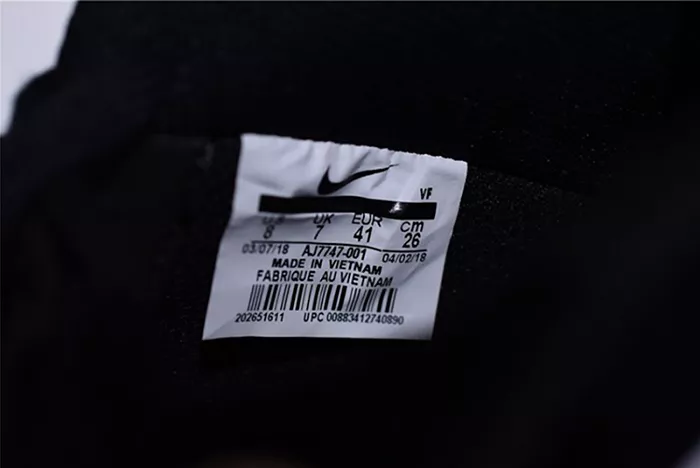 VF
US UK EUR cm
8 7 41 26
03/07/18 AJ7747-001 04/02/18
MADE IN VIETNAM
FABRIQUE AU VIETNAM
202651611 UPC 00883412740890